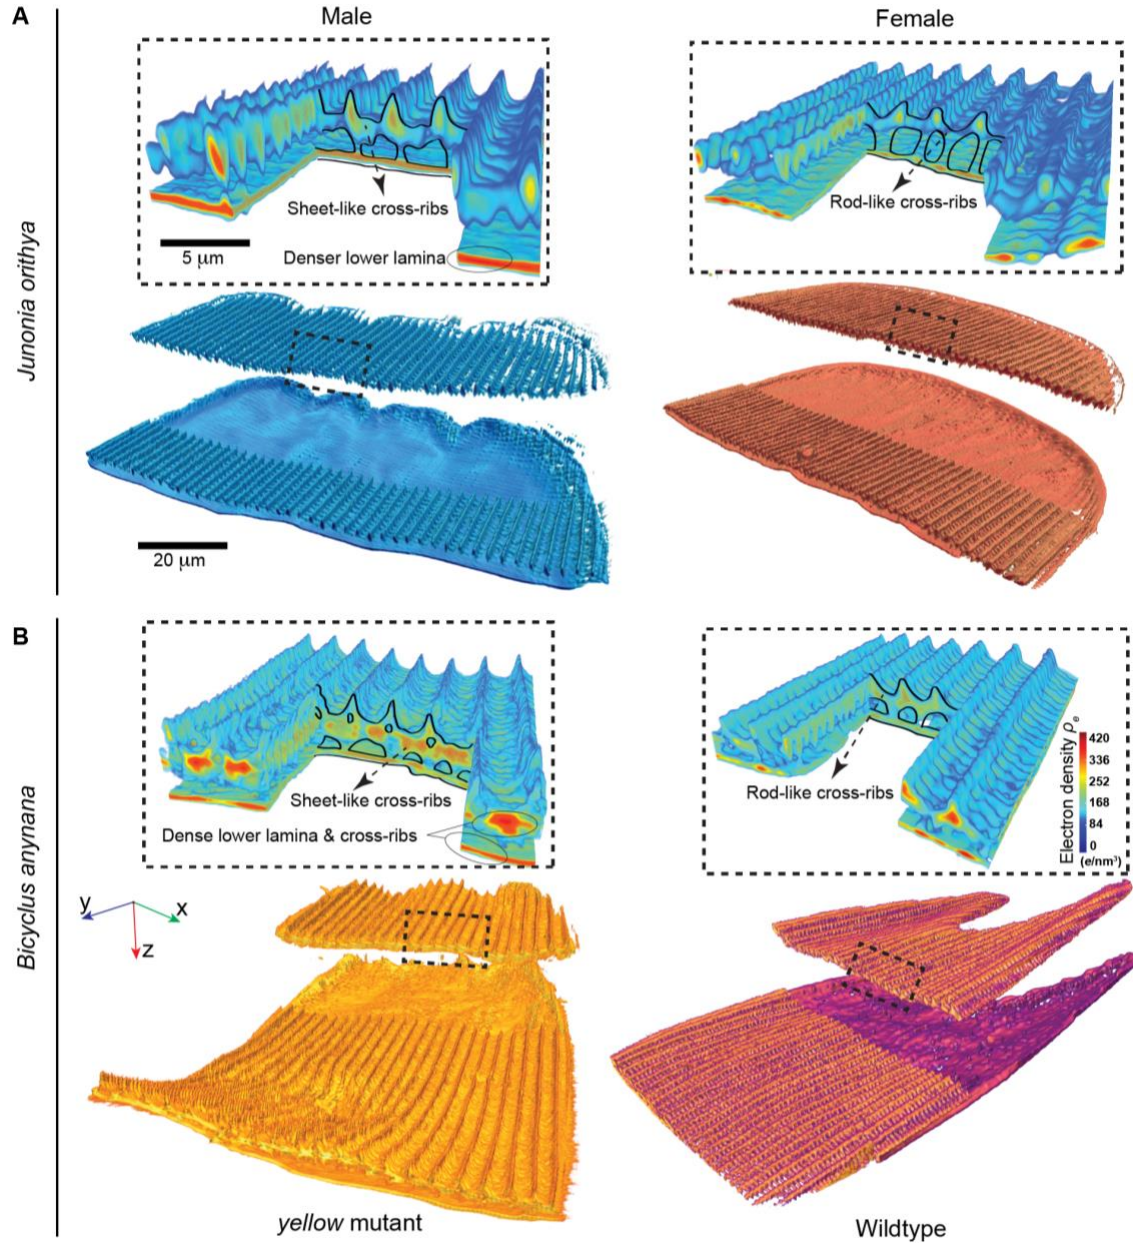 A
Male
Female
Junonia orithya
Sheet-like cross-ribs
Rod-like cross-ribs
5 μm
Denser lower lamina
20 μm
B
Bicyclus anynana
Sheet-like cross-ribs
Rod-like cross-ribs
Dense lower lamina & cross-ribs
Electron density ρe
420
336
252
168
84
0
(e/nm³)
y
x
z
yellow mutant
Wildtype